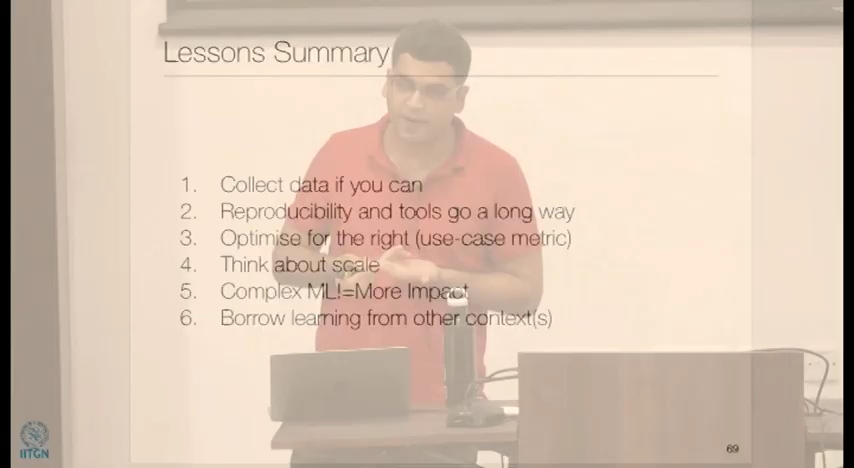 Lessons Summary
1. Collect data if you can
2. Reproducibility and tools go a long way
3. Optimise for the right (use-case metric)
4. Think about scale
5. Complex ML!=More Impact
6. Borrow learning from other context(s)
IITGN
69